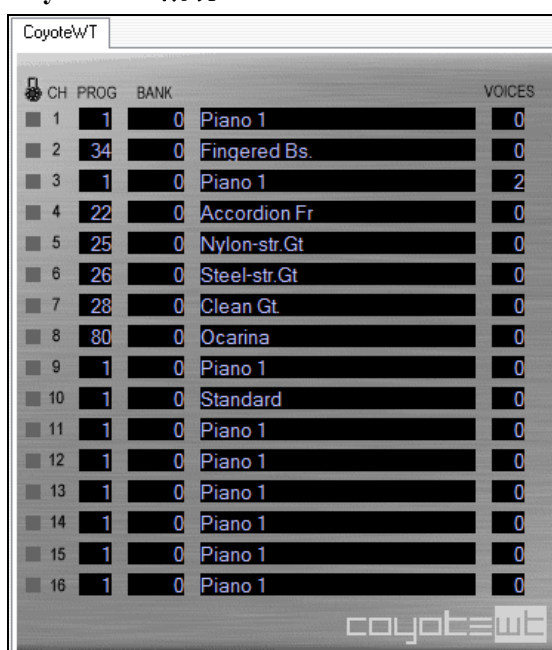 CoyoteWT
CH PROG BANK VOICES
1 1 0 Piano 1 0
2 34 0 Fingered Bs. 0
3 1 0 Piano 1 2
4 22 0 Accordion Fr 0
5 25 0 Nylon-str.Gt 0
6 26 0 Steel-str.Gt 0
7 28 0 Clean Gt. 0
8 80 0 Ocarina 0
9 1 0 Piano 1 0
10 1 0 Standard 0
11 1 0 Piano 1 0
12 1 0 Piano 1 0
13 1 0 Piano 1 0
14 1 0 Piano 1 0
15 1 0 Piano 1 0
16 1 0 Piano 1 0
coyotewt